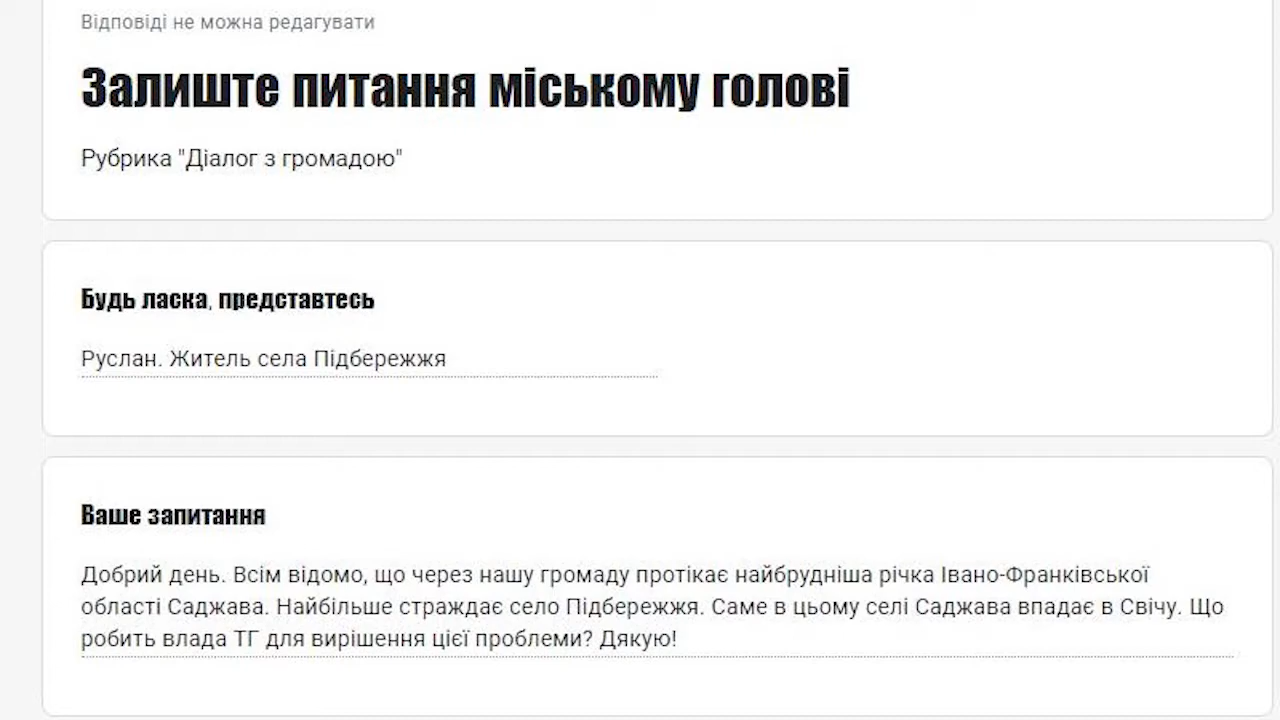 Відповіді не можна редагувати
Залиште питання міському голові
Рубрика "Діалог з громадою"
Будь ласка, представтесь
Руслан. Житель села Підбережжя
Ваше запитання
Добрий день. Всім відомо, що через нашу громаду протікає найбрудніша річка Івано-Франківської
області Саджава. Найбільше страждає село Підбережжя. Саме в цьому селі Саджава впадає в Свічу. Що
робить влада ТГ для вирішення цієї проблеми? Дякую!